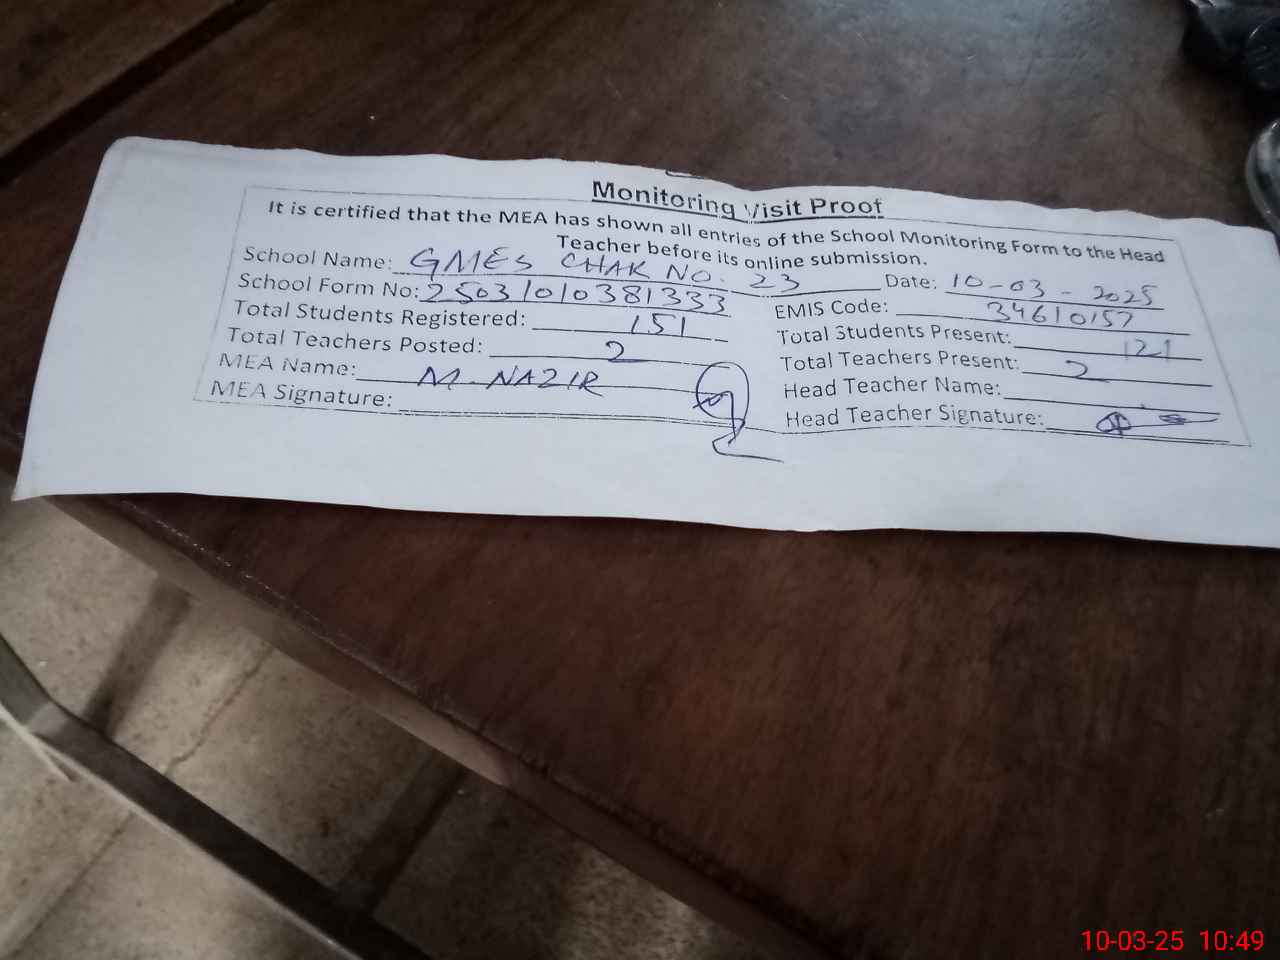 Monitoring Visit Proof
It is certified that the MEA has shown all entries of the School Monitoring Form to the Head
Teacher before its online submission.
School Name: GMES CHAK NO. 23 Date: 10-03-2025
School Form No: 2503101010381333 EMIS Code: 34610157
Total Students Registered: 151 Total Students Present: 121
Total Teachers Posted: 2 Total Teachers Present: 2
MEA Name: M. NAZIR Head Teacher Name:
MEA Signature: Head Teacher Signature:
10-03-25 10:49